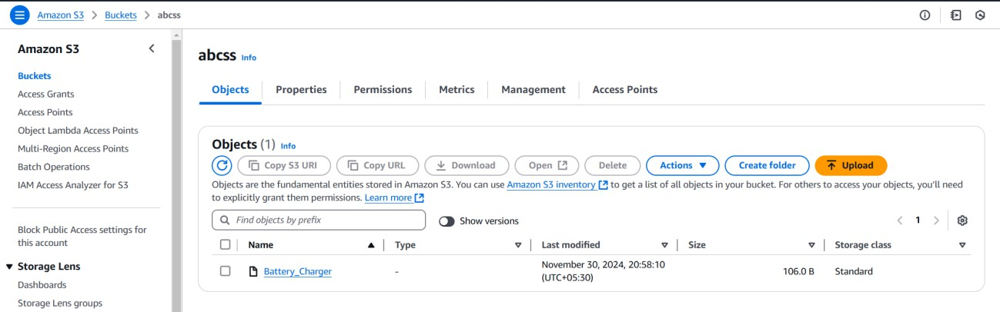 Amazon S3 > Buckets > abcss
Amazon S3
Buckets
Access Grants
Access Points
Object Lambda Access Points
Multi-Region Access Points
Batch Operations
IAM Access Analyzer for S3
Block Public Access settings for
this account
Storage Lens
Dashboards
Storage Lens groups
abcss Info
Objects Properties Permissions Metrics Management Access Points
Objects (1) Info
Copy S3 URI Copy URL Download Open Delete Actions Create folder Upload
Objects are the fundamental entities stored in Amazon S3. You can use Amazon S3 inventory to get a list of all objects in your bucket. For others to access your objects, you'll need
to explicitly grant them permissions. Learn more
Find objects by prefix Show versions 1
Name Type Last modified Size Storage class
Battery_Charger - November 30, 2024, 20:58:10 106.0 B Standard
(UTC+05:30)